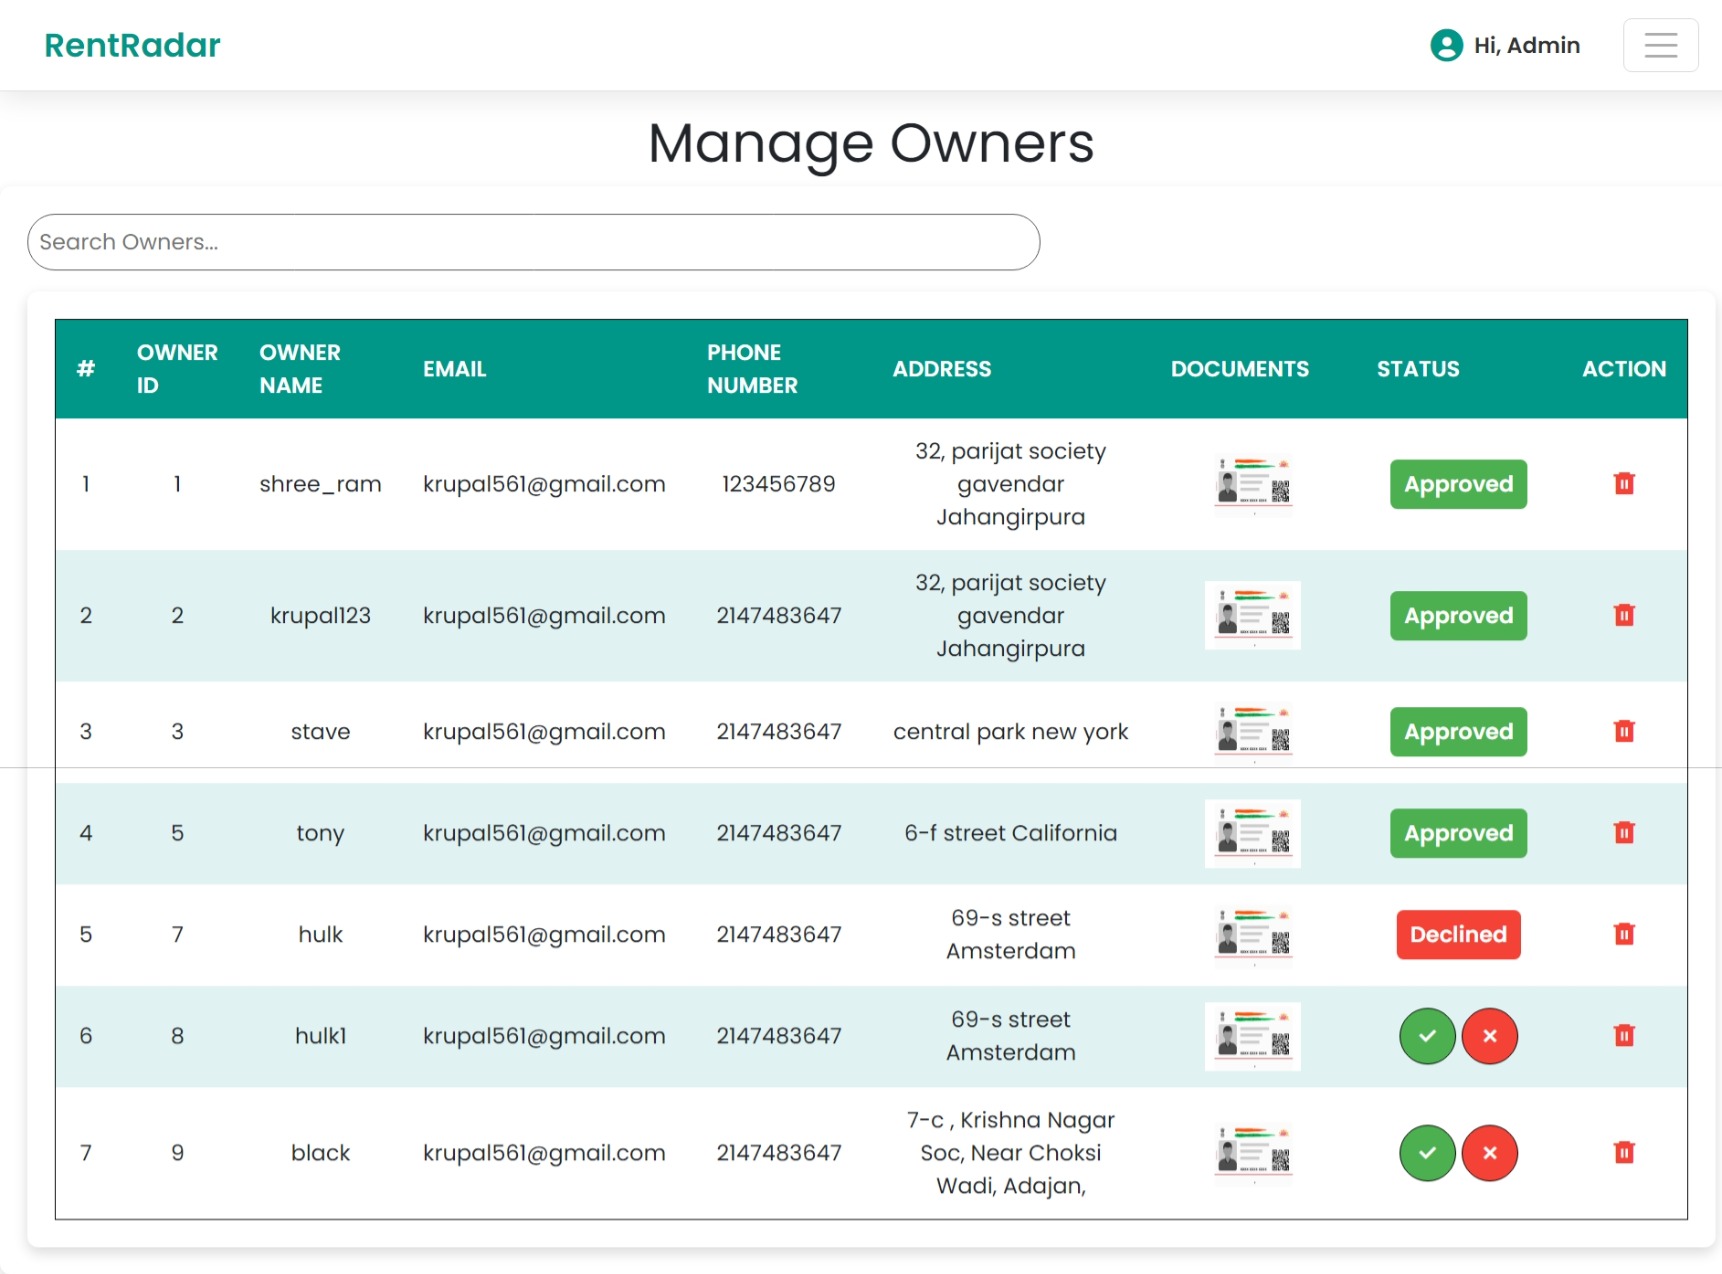 RentRadar
Hi, Admin
Manage Owners
Search Owners...
# OWNER ID OWNER NAME EMAIL PHONE NUMBER ADDRESS DOCUMENTS STATUS ACTION
1 1 shree_ram krupal561@gmail.com 123456789 32, parijat society gavendar Jahangirpura Approved
2 2 krupal123 krupal561@gmail.com 2147483647 32, parijat society gavendar Jahangirpura Approved
3 3 stave krupal561@gmail.com 2147483647 central park new york Approved
4 5 tony krupal561@gmail.com 2147483647 6-f street California Approved
5 7 hulk krupal561@gmail.com 2147483647 69-s street Amsterdam Declined
6 8 hulk1 krupal561@gmail.com 2147483647 69-s street Amsterdam
7 9 black krupal561@gmail.com 2147483647 7-c , Krishna Nagar Soc, Near Choksi Wadi, Adajan,